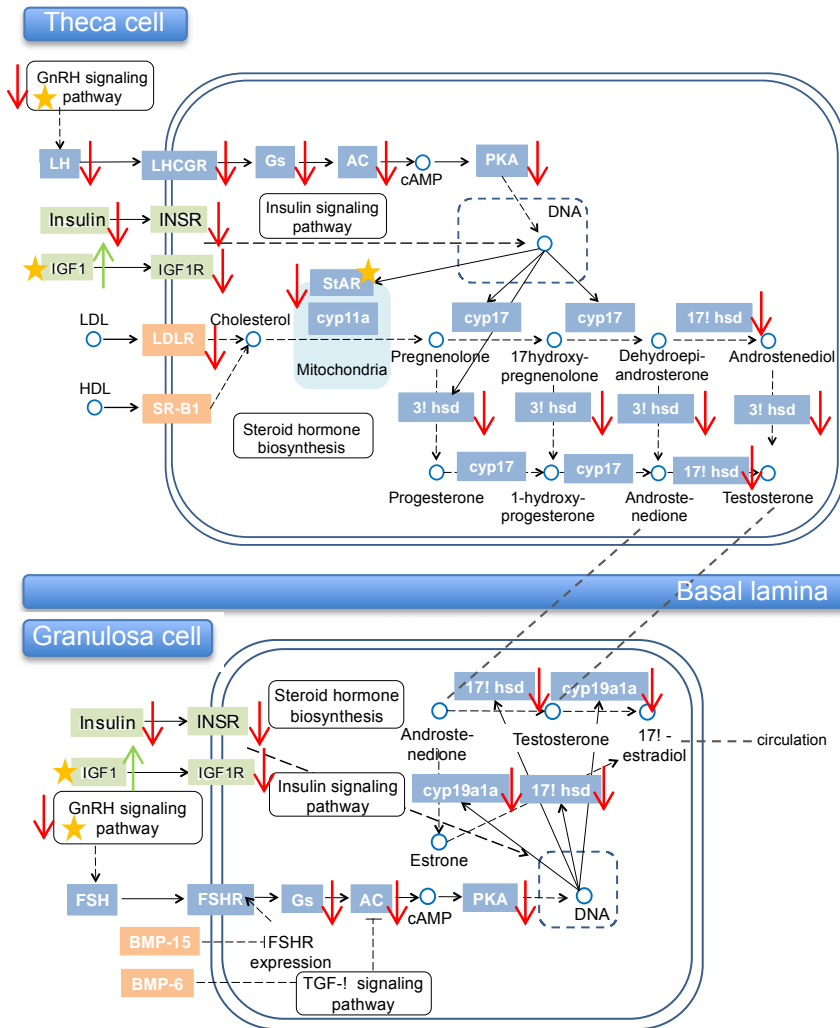 Theca cell
GnRH signaling
pathway
LH
LHCGR
Gs
AC
cAMP
PKA
DNA
Insulin
INSR
Insulin signaling
pathway
IGF1
IGF1R
StAR
cyp11a
Mitochondria
LDL
LDLR
Cholesterol
HDL
SR-B1
Steroid hormone
biosynthesis
cyp17
cyp17
17! hsd
Pregnenolone
17hydroxy-
pregnenolone
Dehydroepi-
androsterone
Androstenediol
3! hsd
3! hsd
3! hsd
3! hsd
cyp17
cyp17
17! hsd
Progesterone
1-hydroxy-
progesterone
Androste-
nedione
Testosterone
Basal lamina
Granulosa cell
Insulin
INSR
Steroid hormone
biosynthesis
17! hsd
cyp19a1a
Androste-
nedione
Testosterone
17! -
estradiol
circulation
IGF1
IGF1R
Insulin signaling
pathway
cyp19a1a
17! hsd
GnRH signaling
pathway
Estrone
FSH
FSHR
Gs
AC
cAMP
PKA
DNA
BMP-15
FSHR
expression
BMP-6
TGF-! signaling
pathway